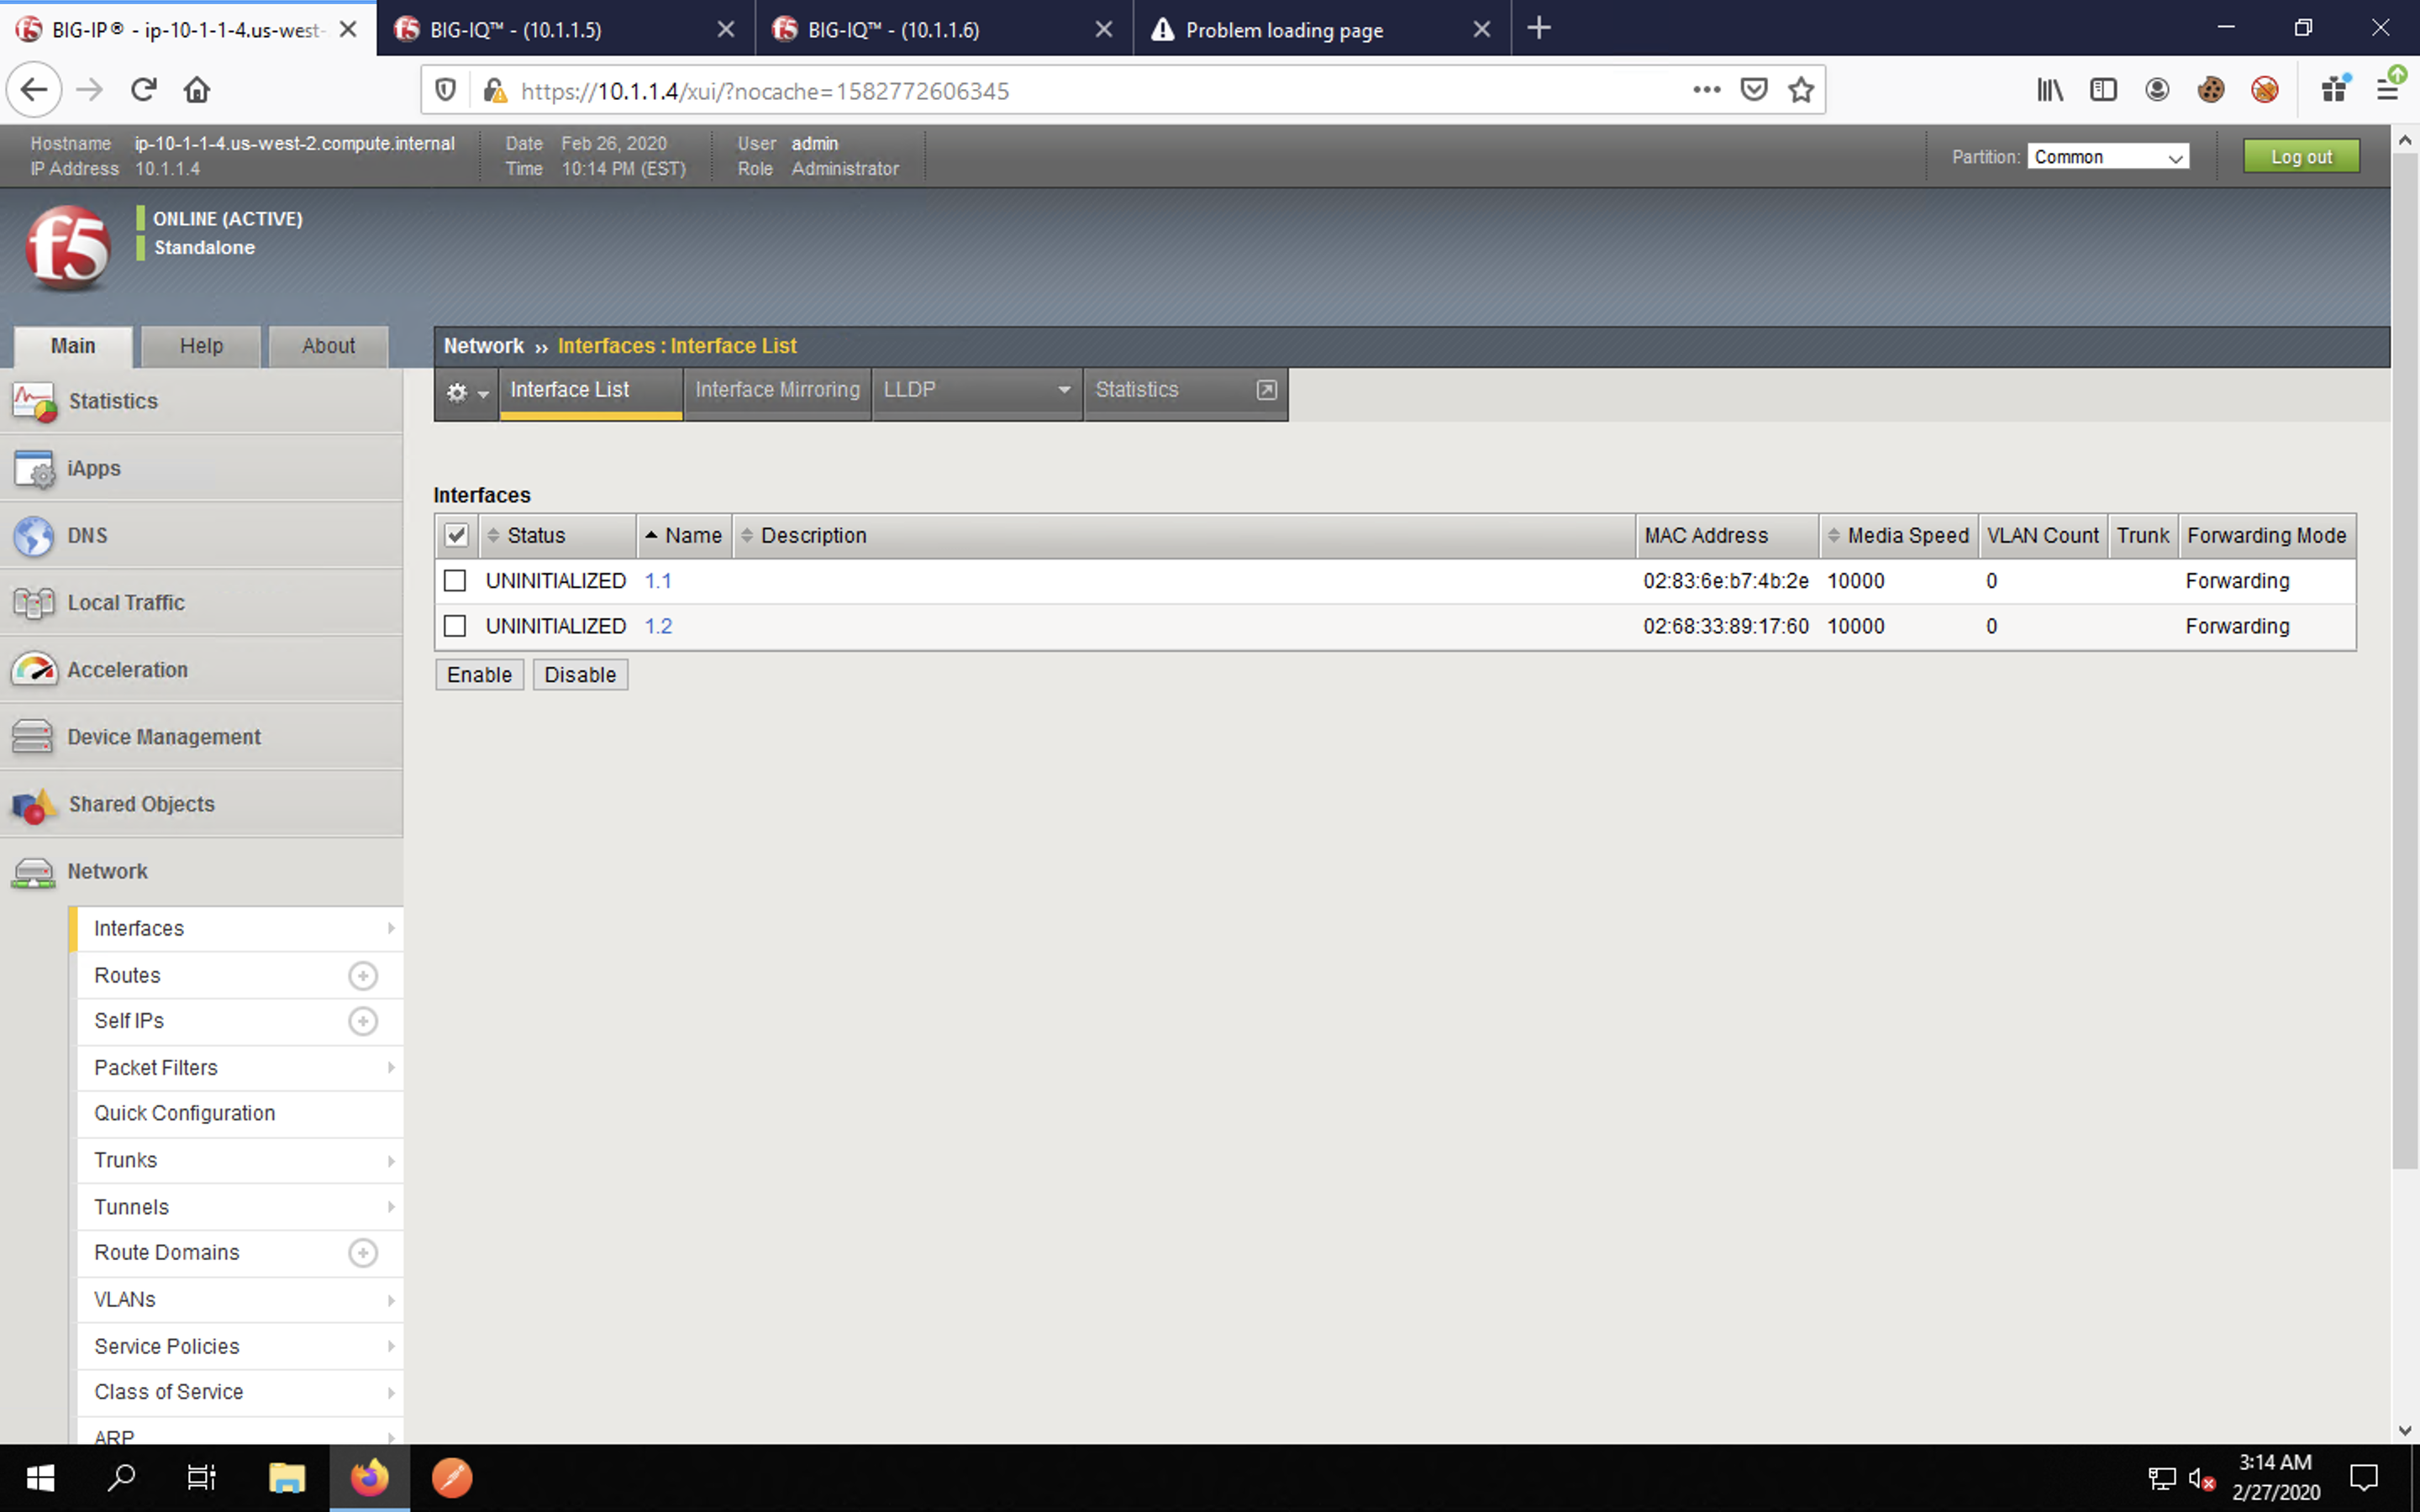 BIG-IP® - ip-10-1-1-4.us-west-
BIG-IQ™ - (10.1.1.5)
BIG-IQ™ - (10.1.1.6)
Problem loading page
https://10.1.1.4/xui/?nocache=1582772606345
Hostname ip-10-1-1-4.us-west-2.compute.internal
IP Address 10.1.1.4
Date Feb 26, 2020
Time 10:14 PM (EST)
User admin
Role Administrator
Partition: Common
Log out
f5
ONLINE (ACTIVE)
Standalone
Main Help About
Network ›› Interfaces : Interface List
Interface List Interface Mirroring LLDP Statistics
Statistics
iApps
DNS
Local Traffic
Acceleration
Device Management
Shared Objects
Network
Interfaces
Routes
Self IPs
Packet Filters
Quick Configuration
Trunks
Tunnels
Route Domains
VLANs
Service Policies
Class of Service
ARP
Interfaces
Status Name Description MAC Address Media Speed VLAN Count Trunk Forwarding Mode
UNINITIALIZED 1.1 02:83:6e:b7:4b:2e 10000 0 Forwarding
UNINITIALIZED 1.2 02:68:33:89:17:60 10000 0 Forwarding
Enable Disable
3:14 AM
2/27/2020